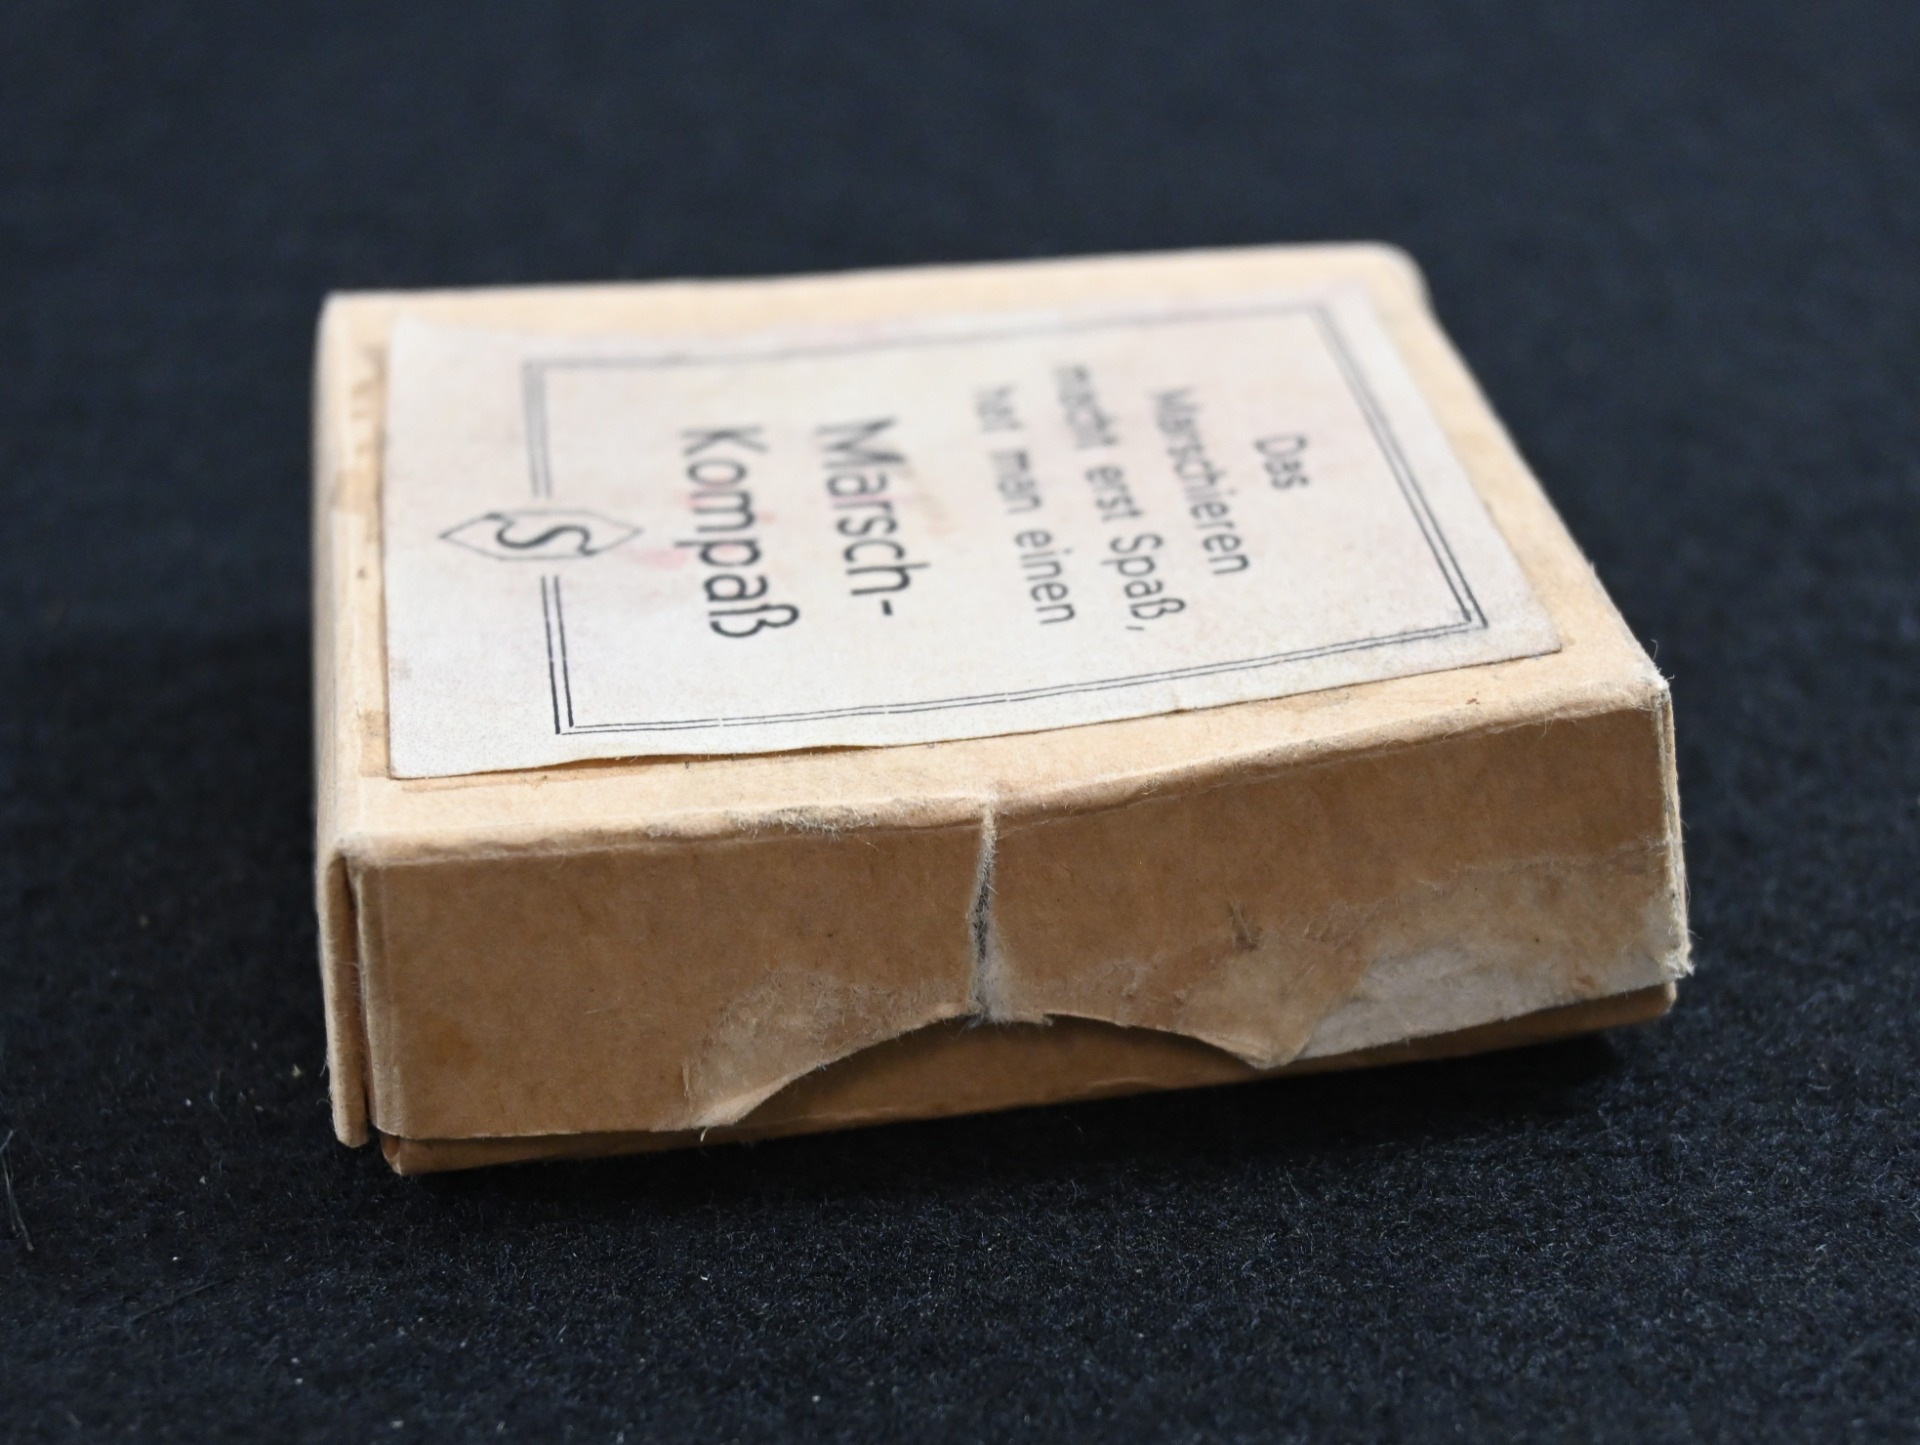 Das
Marschieren
macht erst Spaß,
hat man einen
Marsch-
Kompaß
S